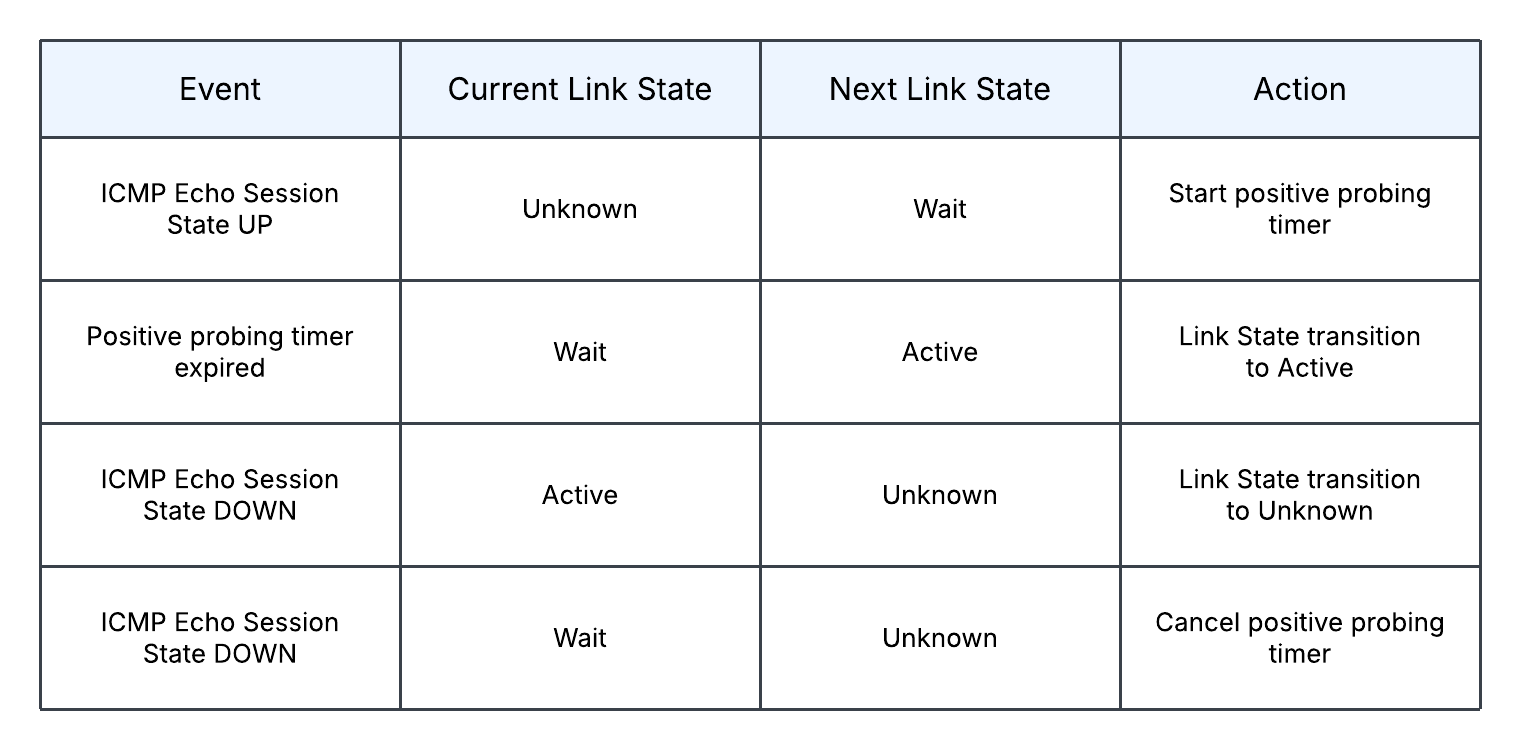 Event
Current Link State
Next Link State
Action
ICMP Echo Session
State UP
Unknown
Wait
Start positive probing
timer
Positive probing timer
expired
Wait
Active
Link State transition
to Active
ICMP Echo Session
State DOWN
Active
Unknown
Link State transition
to Unknown
ICMP Echo Session
State DOWN
Wait
Unknown
Cancel positive probing
timer